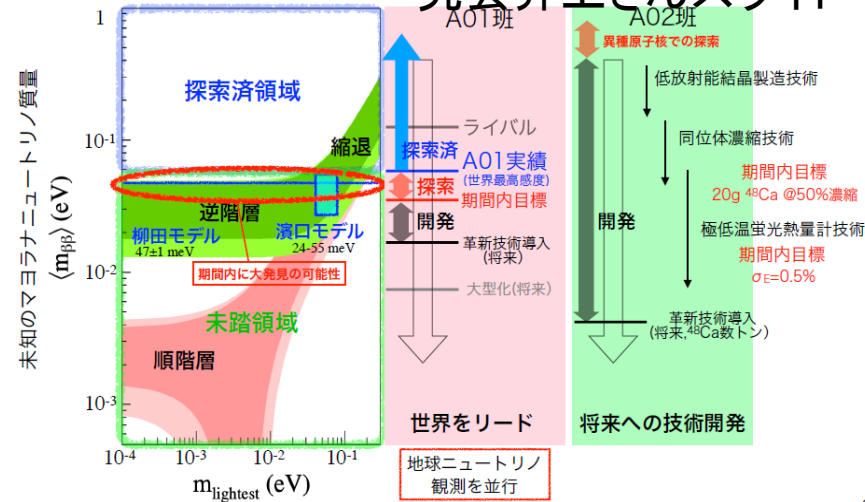 A01班
A02班
1
10-1
10-2
10-3
未知のマヨラナニュートリノ質量
⟨mββ⟩ (eV)
探索済領域
縮退
逆階層
柳田モデル
47±1 meV
濱口モデル
24-55 meV
期間内に大発見の可能性
未踏領域
順階層
10-4
10-3
10-2
10-1
mlightest (eV)
ライバル
探索済
A01実績
(世界最高感度)
探索
期間内目標
開発
革新技術導入
(将来)
大型化(将来)
世界をリード
地球ニュートリノ
観測を並行
異種原子核での探索
低放射能結晶製造技術
同位体濃縮技術
期間内目標
20g 48Ca @50%濃縮
開発
極低温蛍光熱量計技術
期間内目標
σE=0.5%
革新技術導入
(将来,48Ca数トン)
将来への技術開発